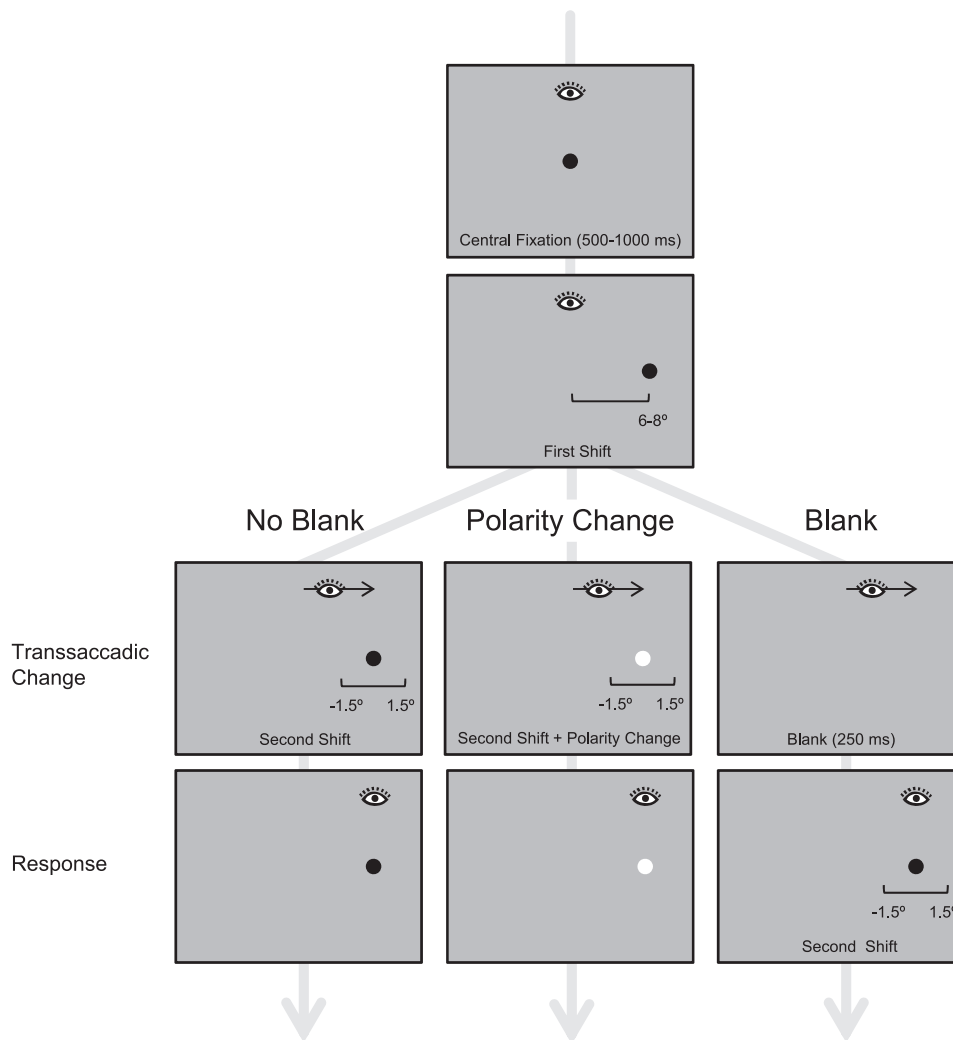 Central Fixation (500-1000 ms)
6-8º
First Shift
No Blank
Polarity Change
Blank
Transsaccadic
Change
-1.5º 1.5º
Second Shift
-1.5º 1.5º
Second Shift + Polarity Change
Blank (250 ms)
Response
-1.5º 1.5º
Second Shift